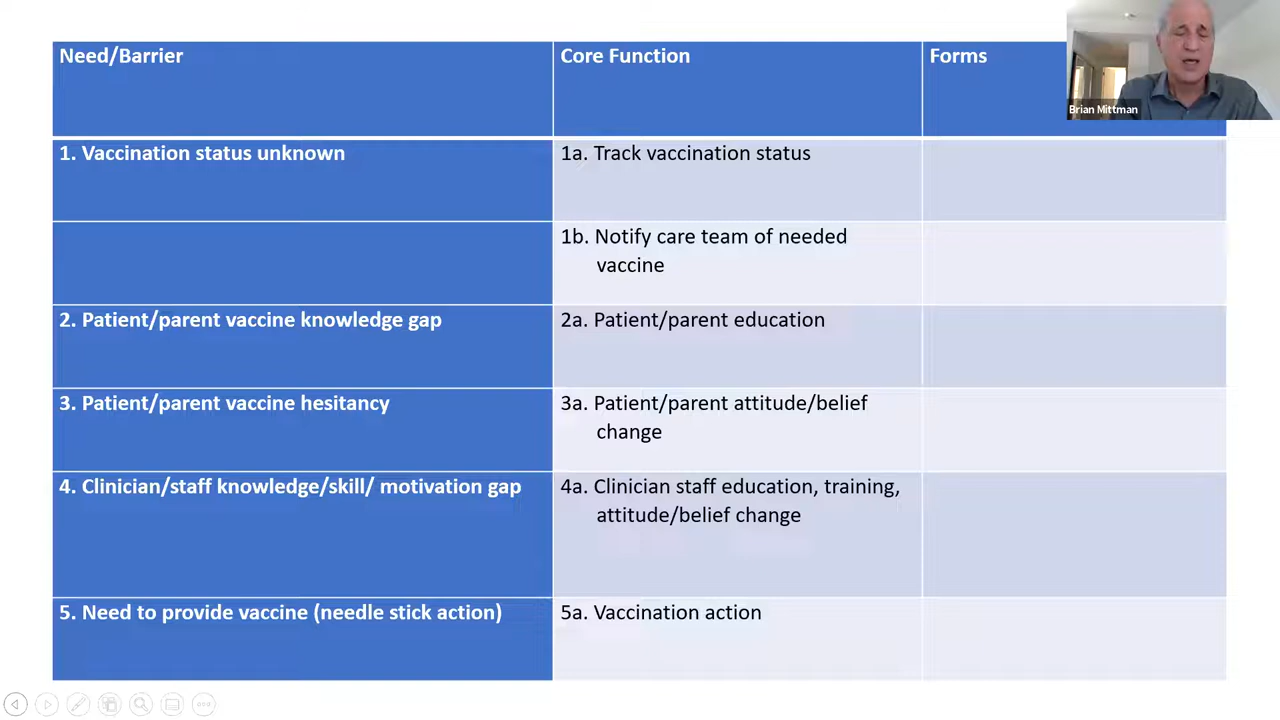 Need/Barrier
Core Function
Forms
Brian Mittman
1. Vaccination status unknown
1a. Track vaccination status
1b. Notify care team of needed
vaccine
2. Patient/parent vaccine knowledge gap
2a. Patient/parent education
3. Patient/parent vaccine hesitancy
3a. Patient/parent attitude/belief
change
4. Clinician/staff knowledge/skill/ motivation gap
4a. Clinician staff education, training,
attitude/belief change
5. Need to provide vaccine (needle stick action)
5a. Vaccination action